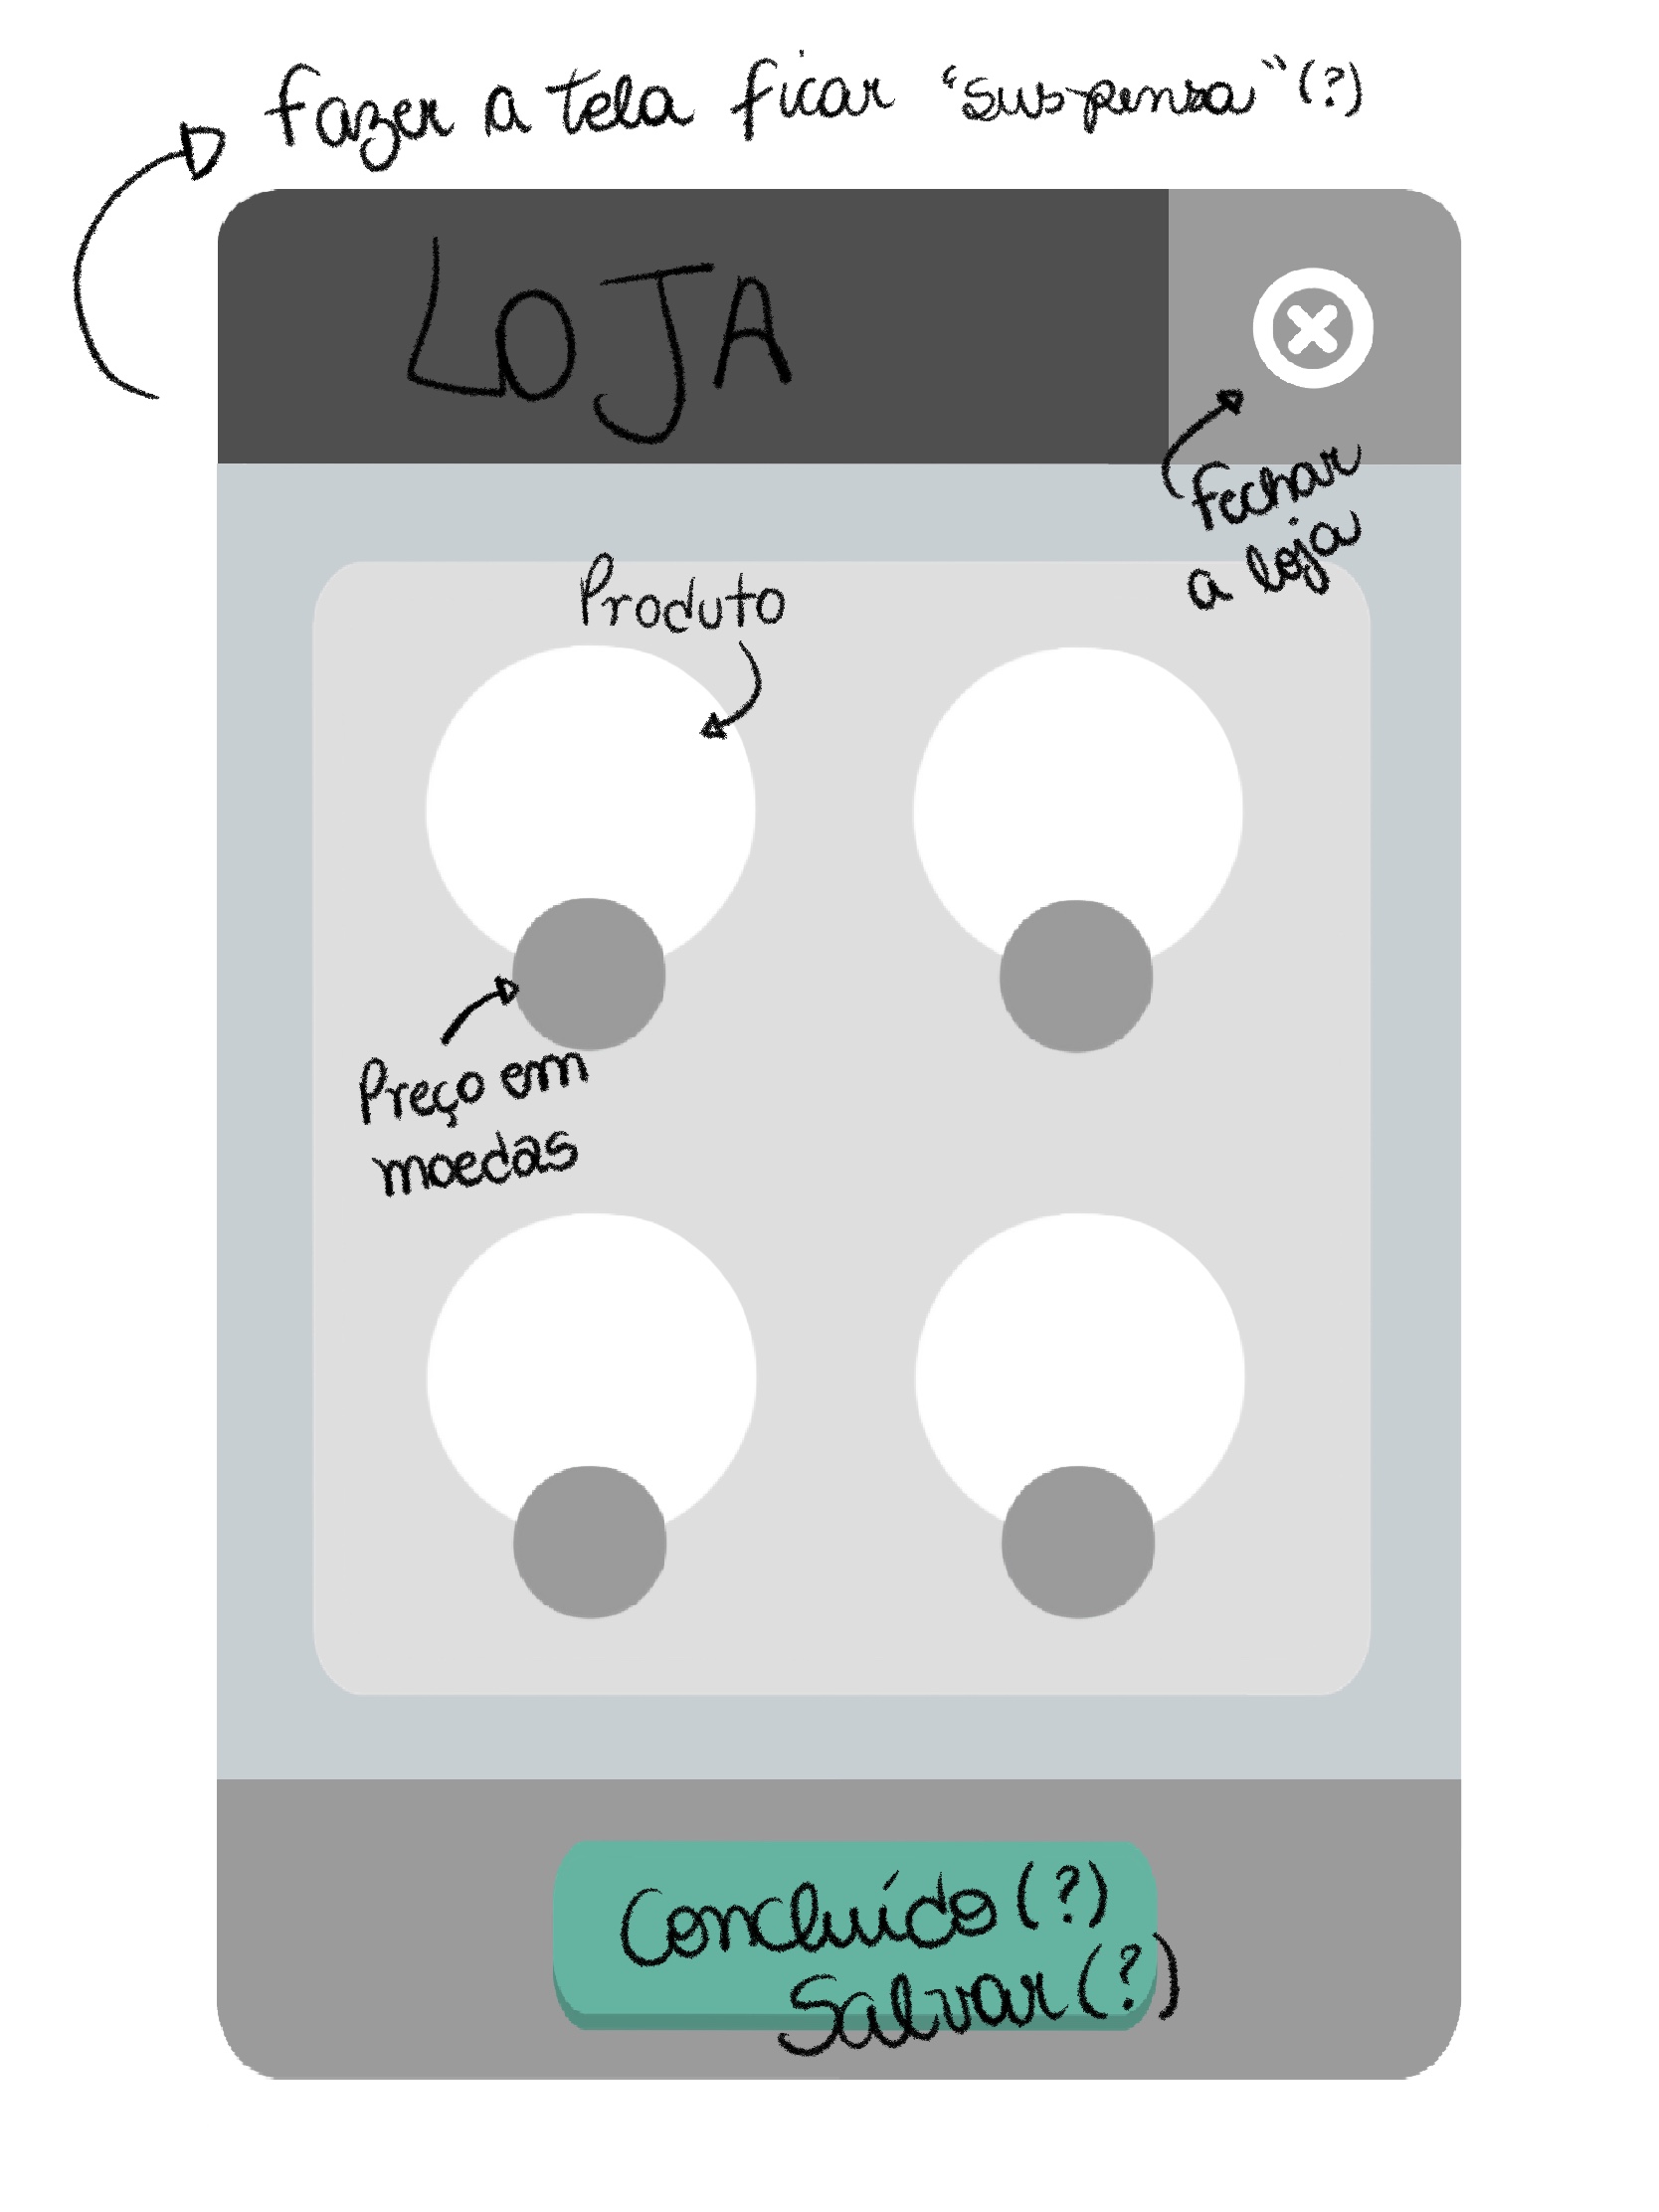 fazer a tela ficar "suspensa" (?)
LOJA
fechar
a loja
Produto
Preço em
moedas
Concluído (?)
Salvar (?)